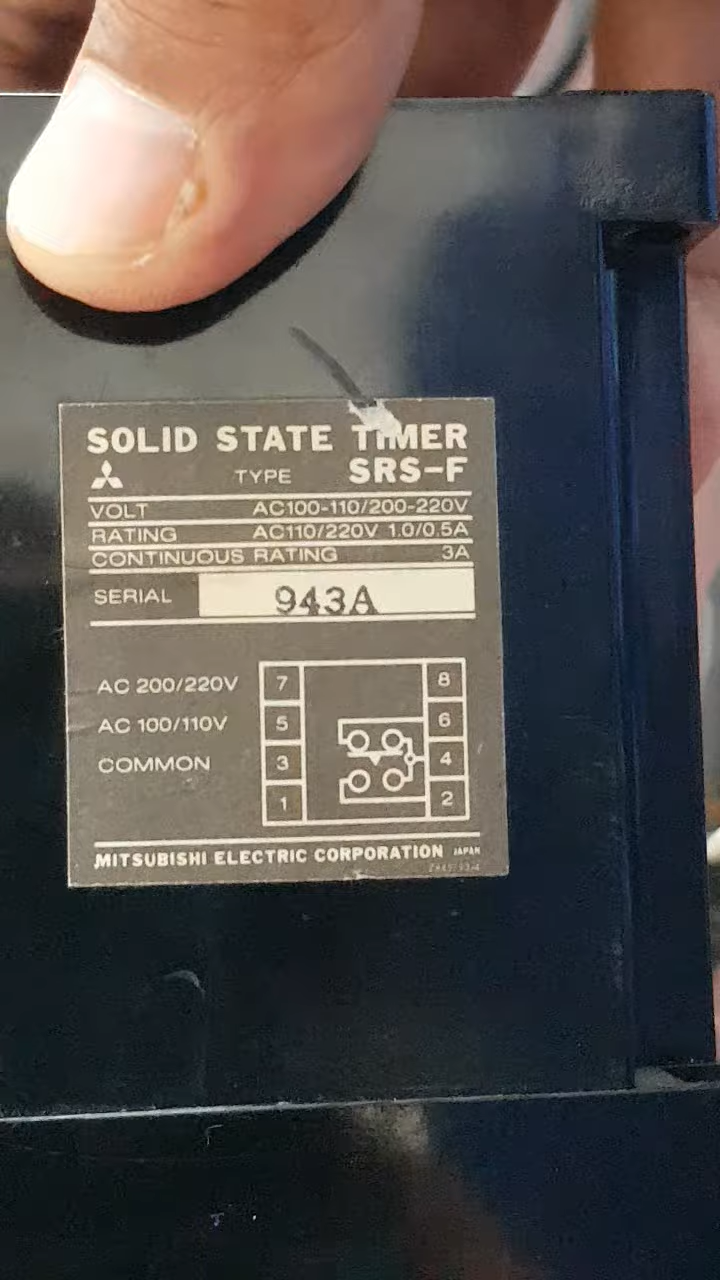 SOLID STATE TIMER
TYPE SRS-F
VOLT AC100-110/200-220V
RATING AC110/220V 1.0/0.5A
CONTINUOUS RATING 3A
SERIAL 943A
AC 200/220V 7 8
AC 100/110V 5 6
COMMON 3 4
1 2
MITSUBISHI ELECTRIC CORPORATION JAPAN